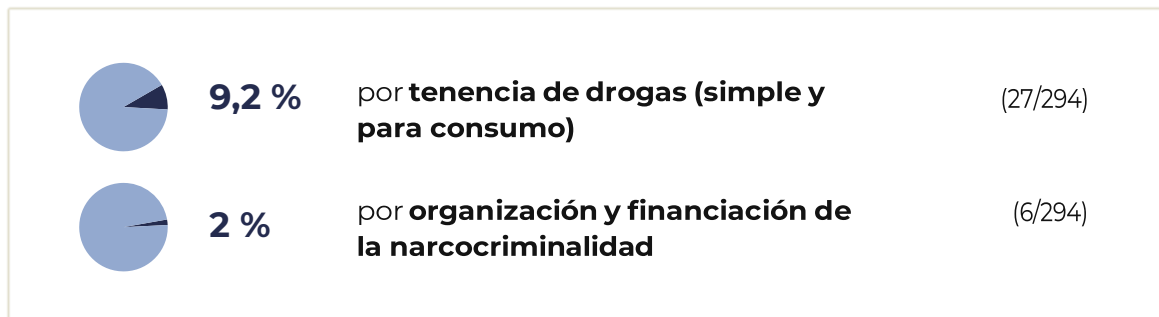 9,2 %
por tenencia de drogas (simple y
para consumo)
(27/294)
2 %
por organización y financiación de
la narcocriminalidad
(6/294)